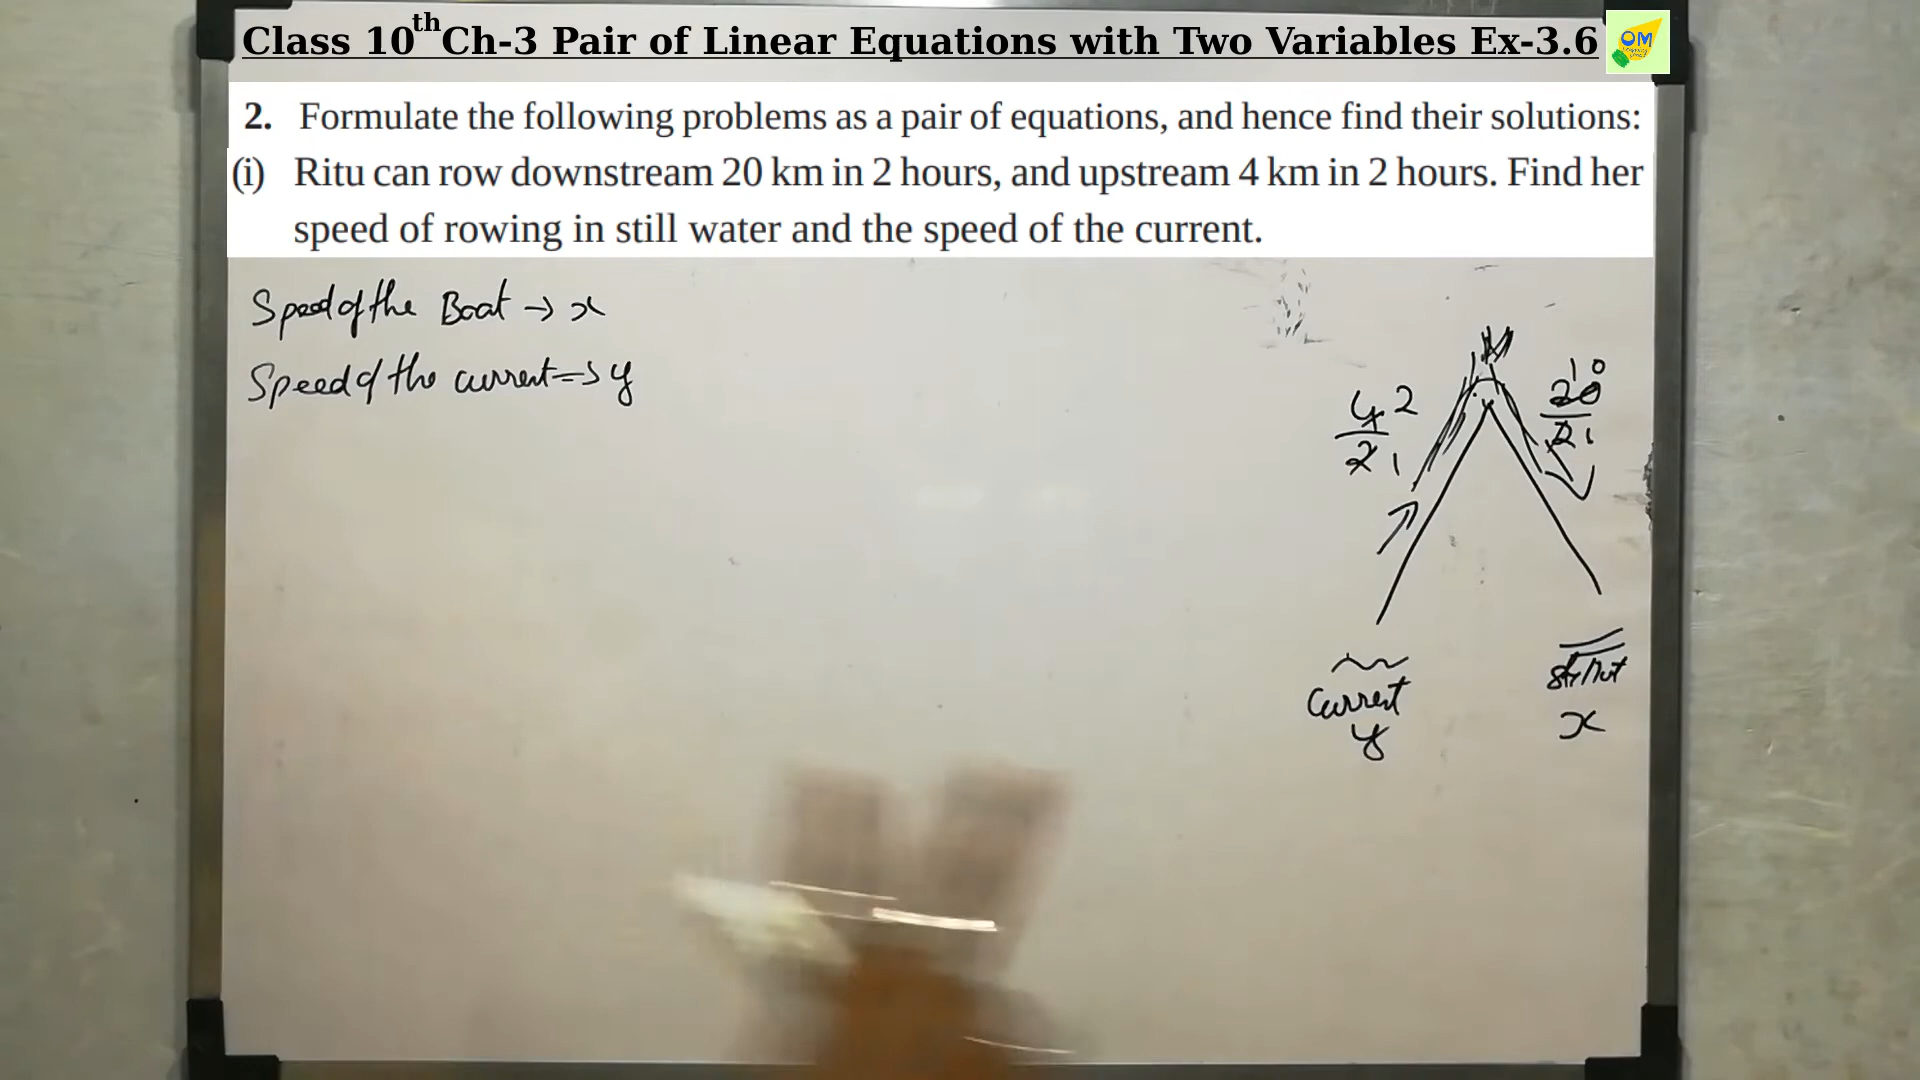 Class 10th Ch-3 Pair of Linear Equations with Two Variables Ex-3.6
OM
2. Formulate the following problems as a pair of equations, and hence find their solutions:
(i) Ritu can row downstream 20 km in 2 hours, and upstream 4 km in 2 hours. Find her
speed of rowing in still water and the speed of the current.
Speed of the Boat → x
Speed of the current => y
4 2
2 1
10
20
2 1
Current
y
x